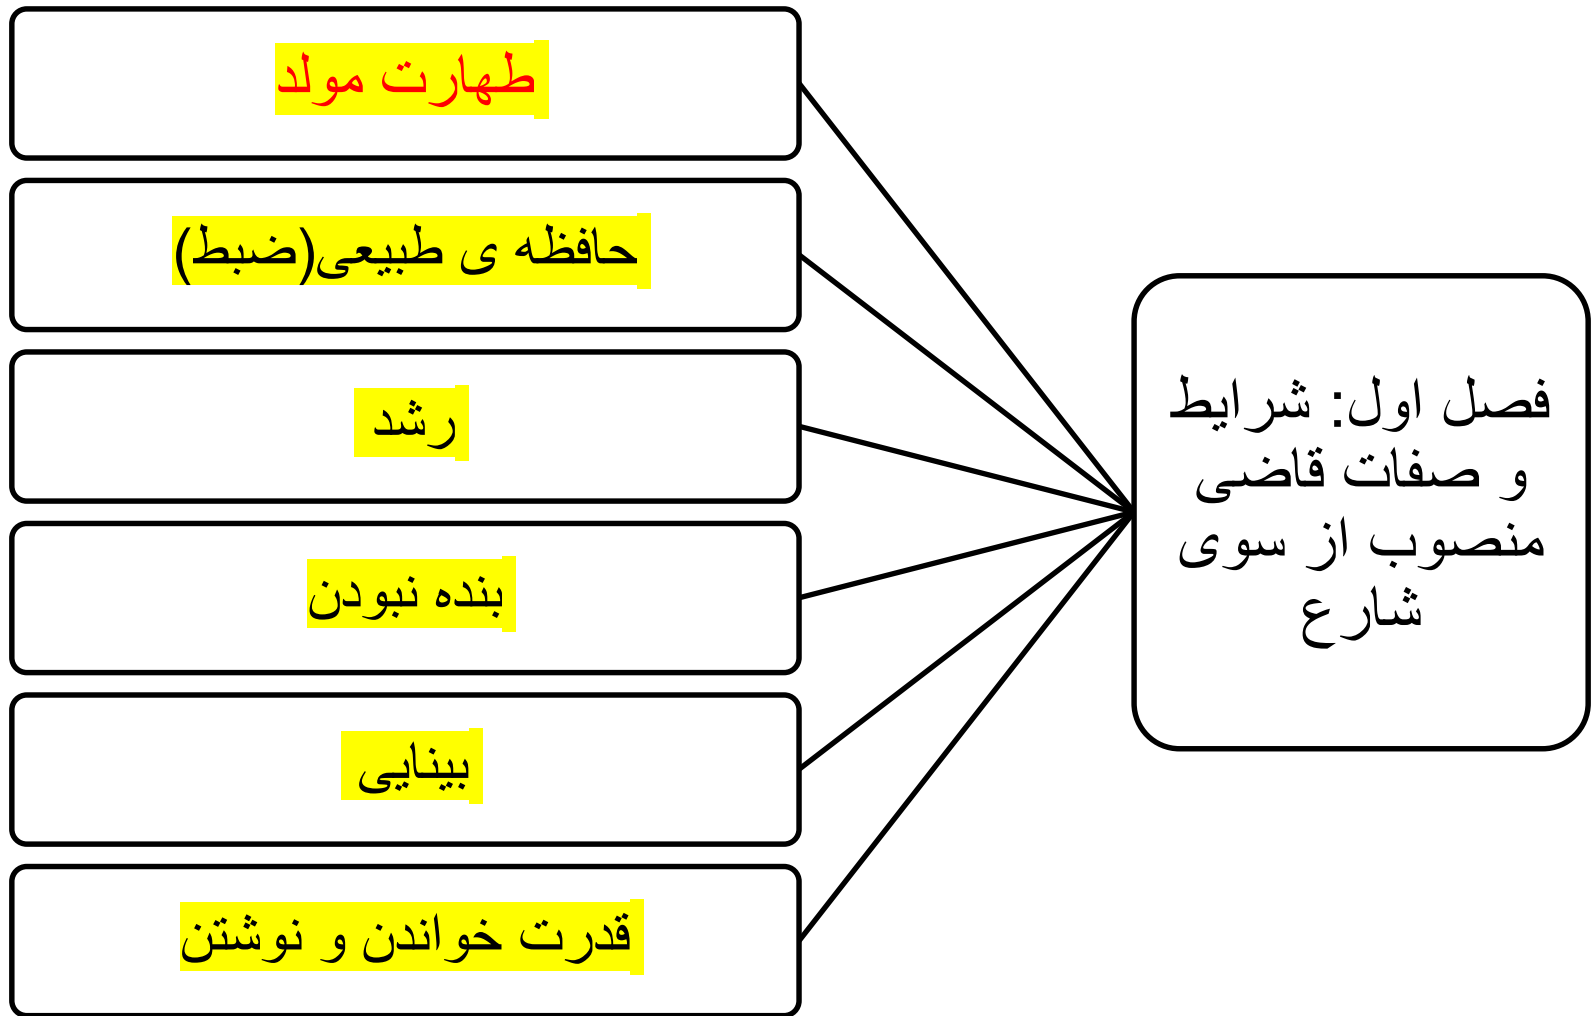 فصل اول: شرایط
و صفات قاضی
منصوب از سوی
شارع
طهارت مولد
حافظه ی طبیعی(ضبط)
رشد
بنده نبودن
بینایی
قدرت خواندن و نوشتن